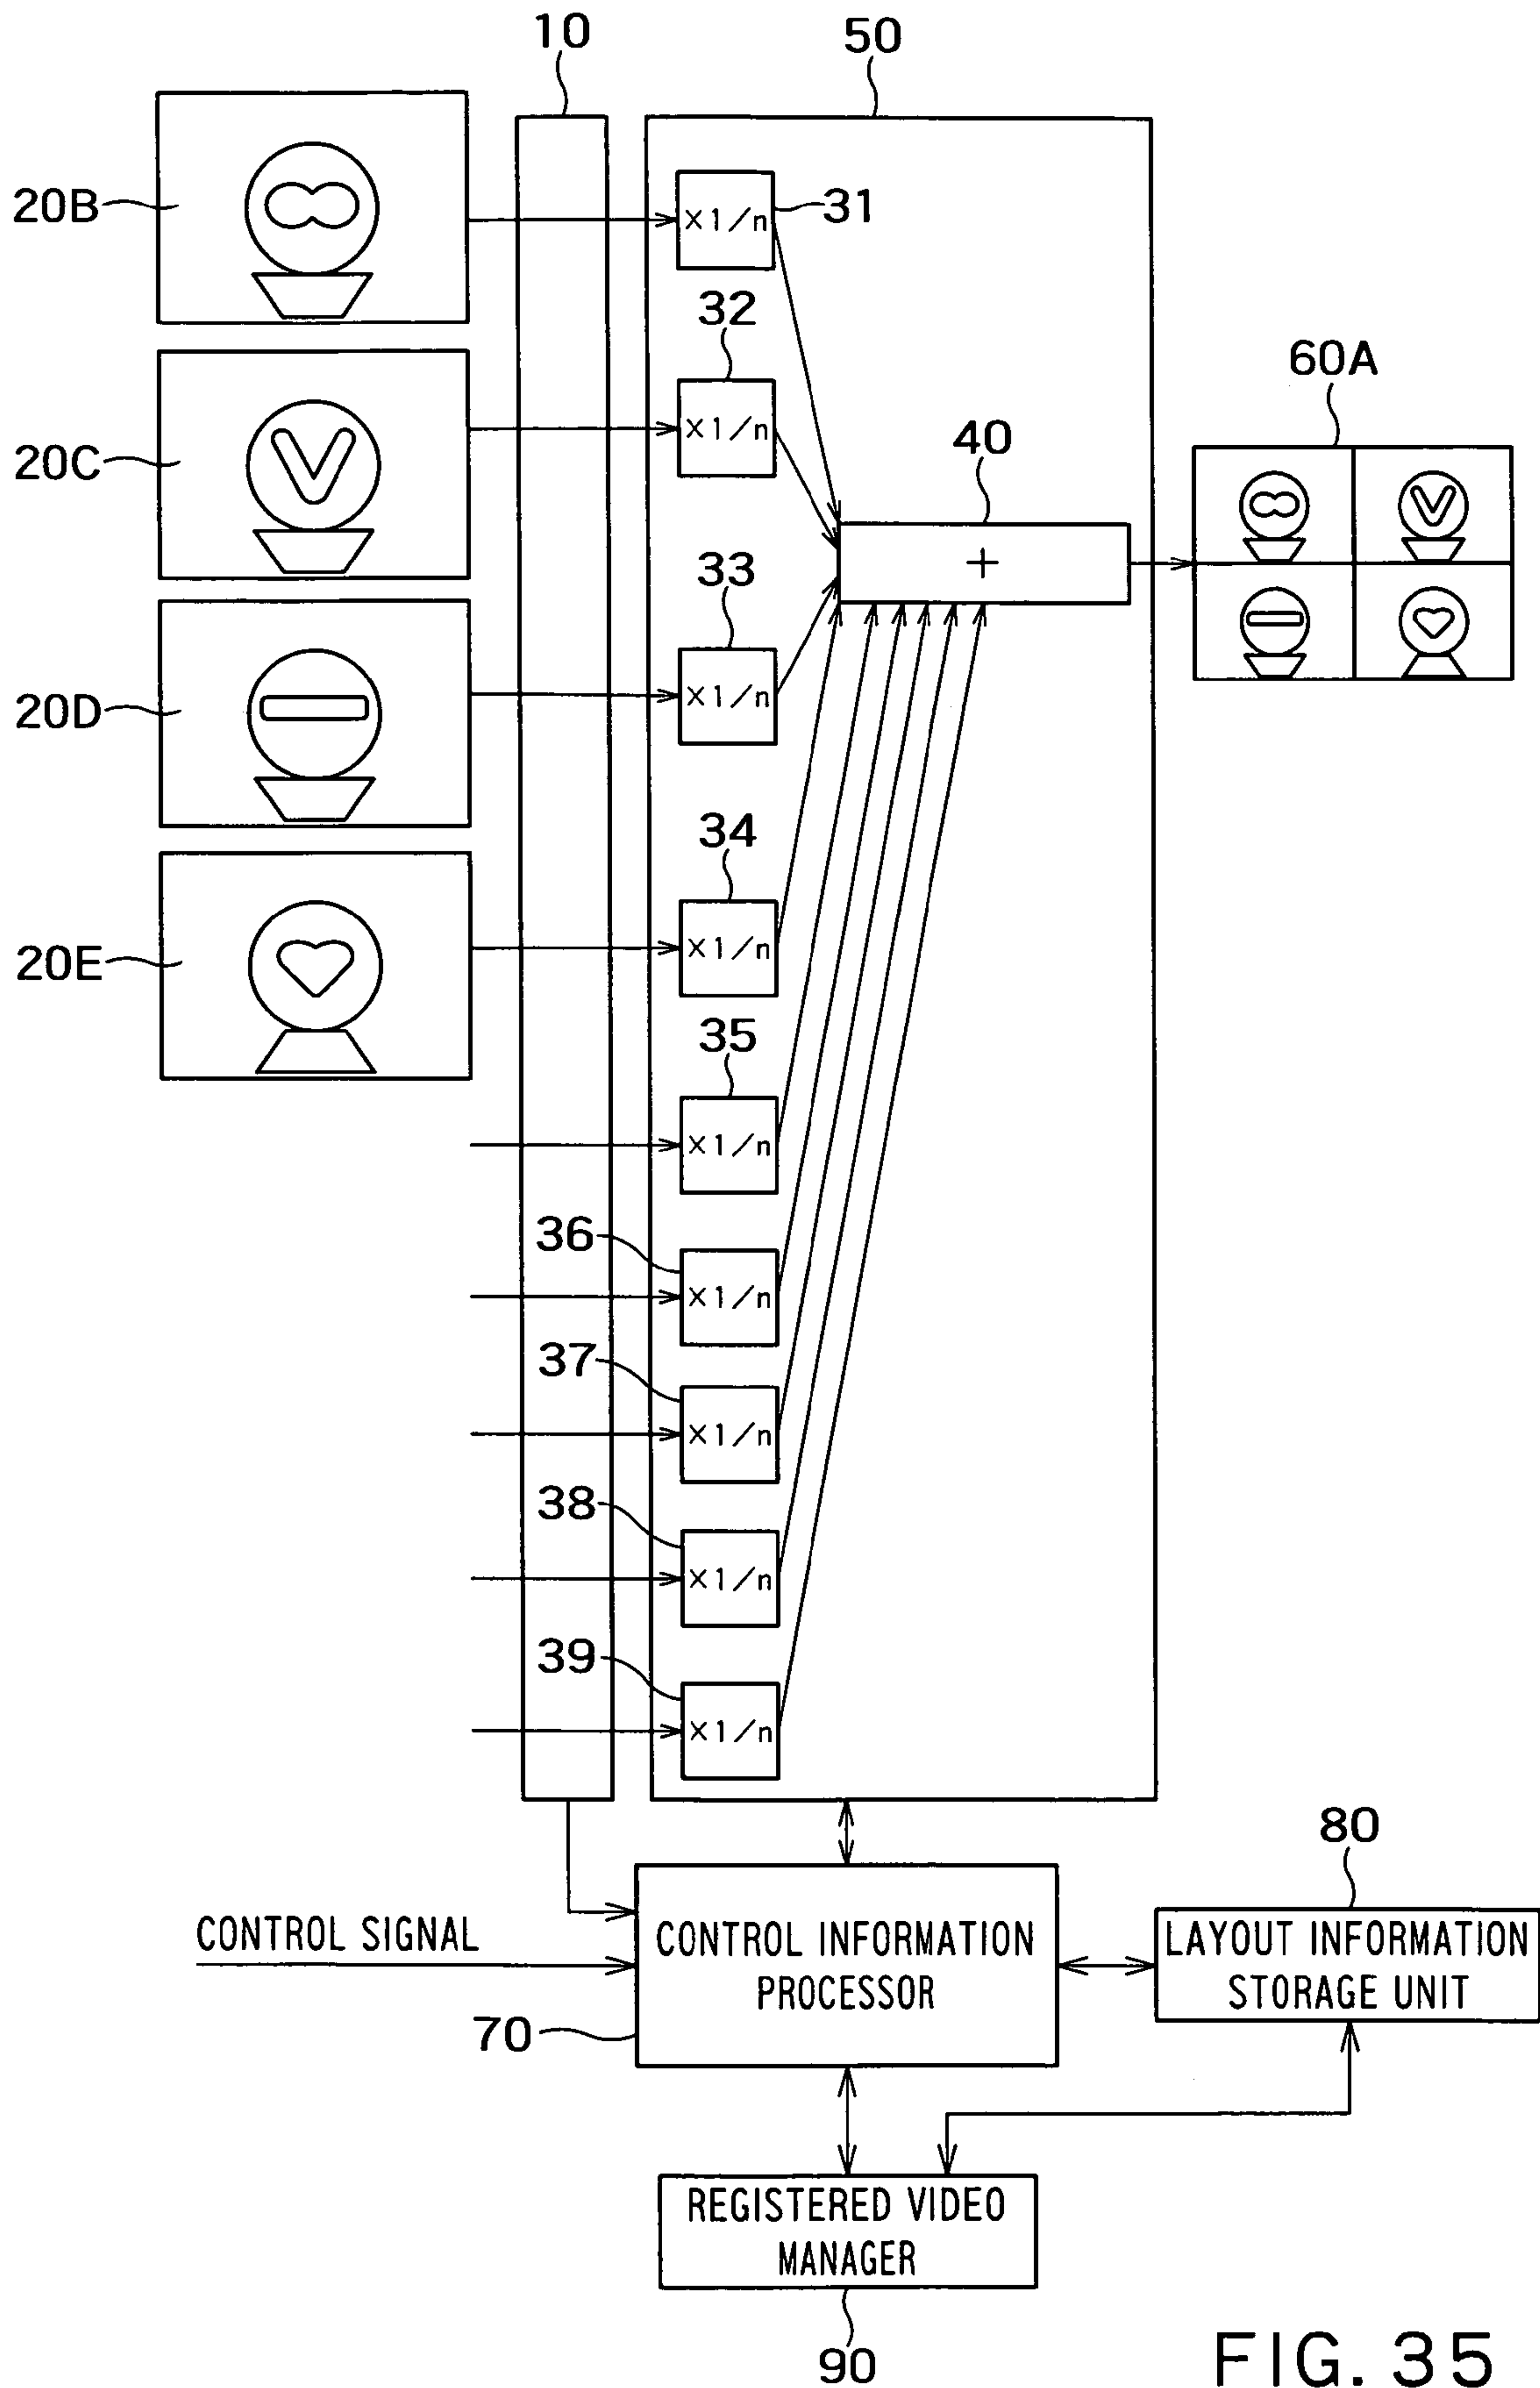 10
50
20B
×1/n
31
32
20C
×1/n
60A
40
+
33
20D
×1/n
34
20E
×1/n
35
×1/n
36
×1/n
37
×1/n
38
×1/n
39
×1/n
80
CONTROL SIGNAL
CONTROL INFORMATION
PROCESSOR
LAYOUT INFORMATION
STORAGE UNIT
70
REGISTERED VIDEO
MANAGER
90
FIG. 35